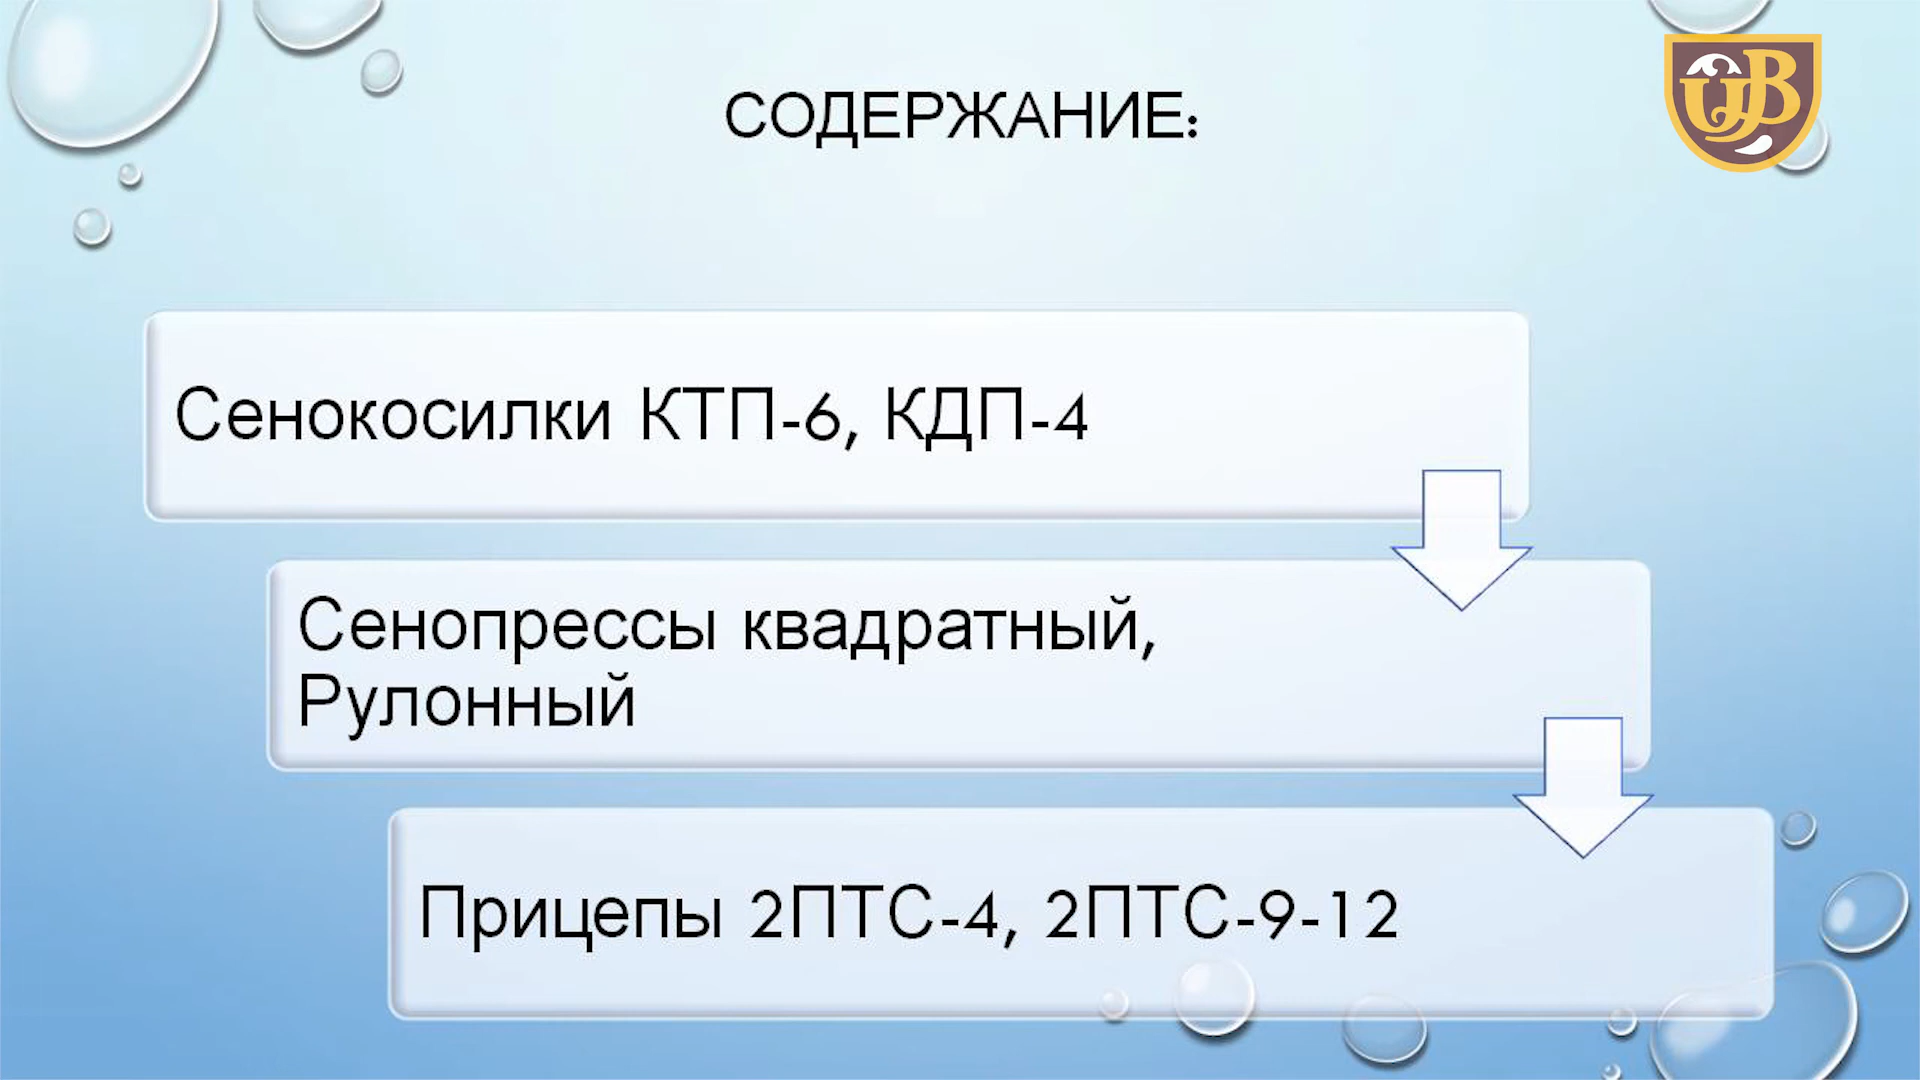 СОДЕРЖАНИЕ:
Сенокосилки КТП-6, КДП-4
Сенопрессы квадратный,
Рулонный
Прицепы 2ПТС-4, 2ПТС-9-12